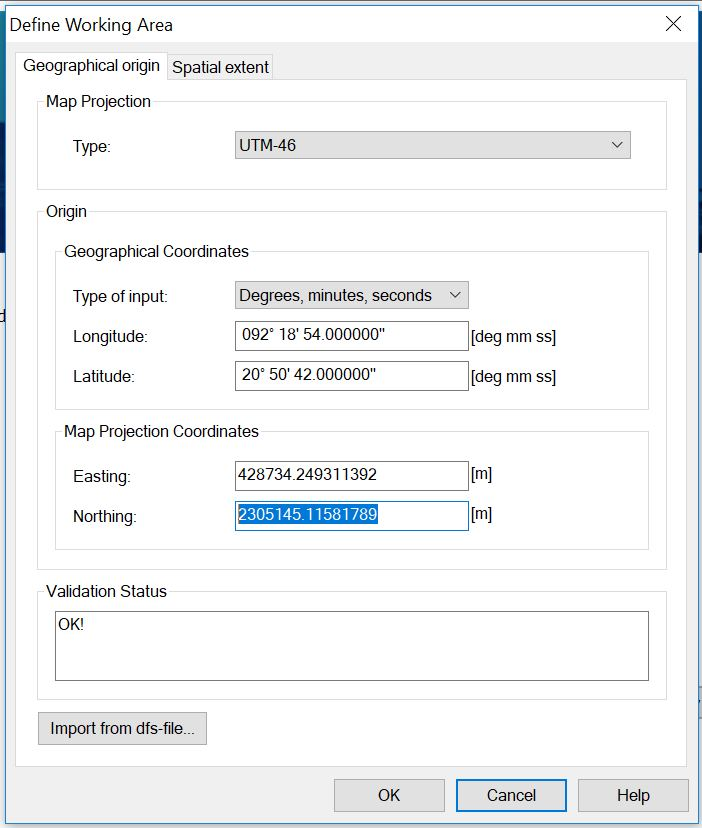 Define Working Area
Geographical origin Spatial extent
Map Projection
Type: UTM-46
Origin
Geographical Coordinates
Type of input: Degrees, minutes, seconds
Longitude: 092° 18' 54.000000" [deg mm ss]
Latitude: 20° 50' 42.000000" [deg mm ss]
Map Projection Coordinates
Easting: 428734.249311392 [m]
Northing: 2305145.11581789 [m]
Validation Status
OK!
Import from dfs-file...
OK Cancel Help